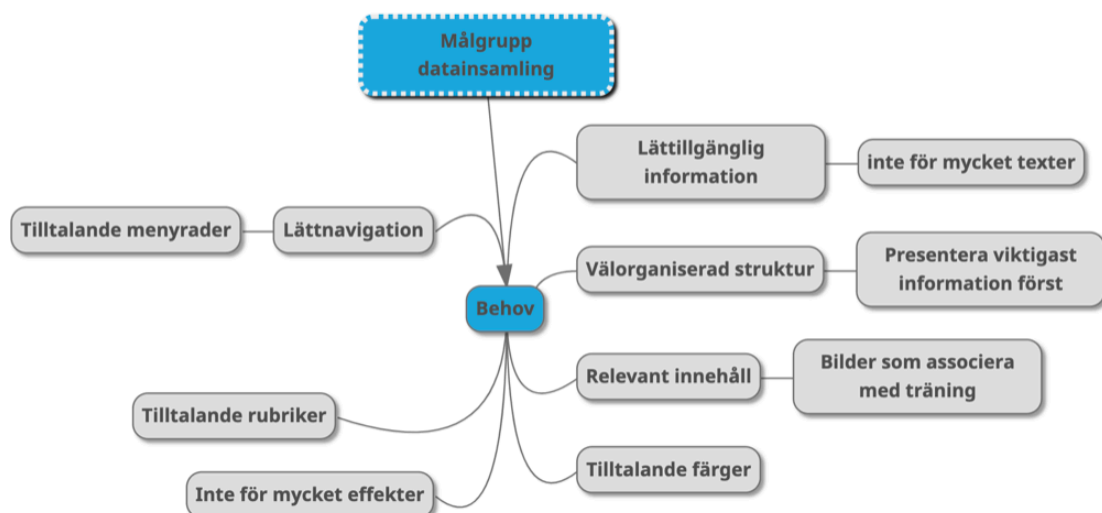 Målgrupp
datainsamling
Lättillgänglig
information
inte för mycket texter
Tilltalande menyrader
Lättnavigation
Välorganiserad struktur
Presentera viktigast
information först
Behov
Relevant innehåll
Bilder som associera
med träning
Tilltalande rubriker
Tilltalande färger
Inte för mycket effekter